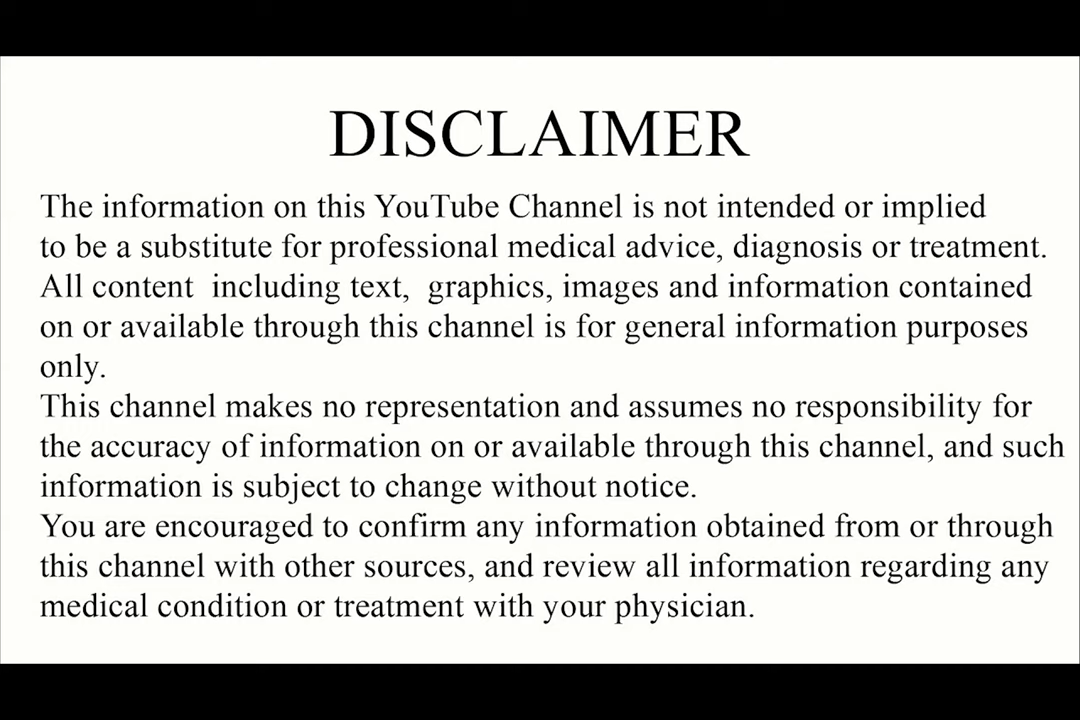 DISCLAIMER
The information on this YouTube Channel is not intended or implied
to be a substitute for professional medical advice, diagnosis or treatment.
All content  including text,  graphics, images and information contained
on or available through this channel is for general information purposes
only.
This channel makes no representation and assumes no responsibility for
the accuracy of information on or available through this channel, and such
information is subject to change without notice.
You are encouraged to confirm any information obtained from or through
this channel with other sources, and review all information regarding any
medical condition or treatment with your physician.